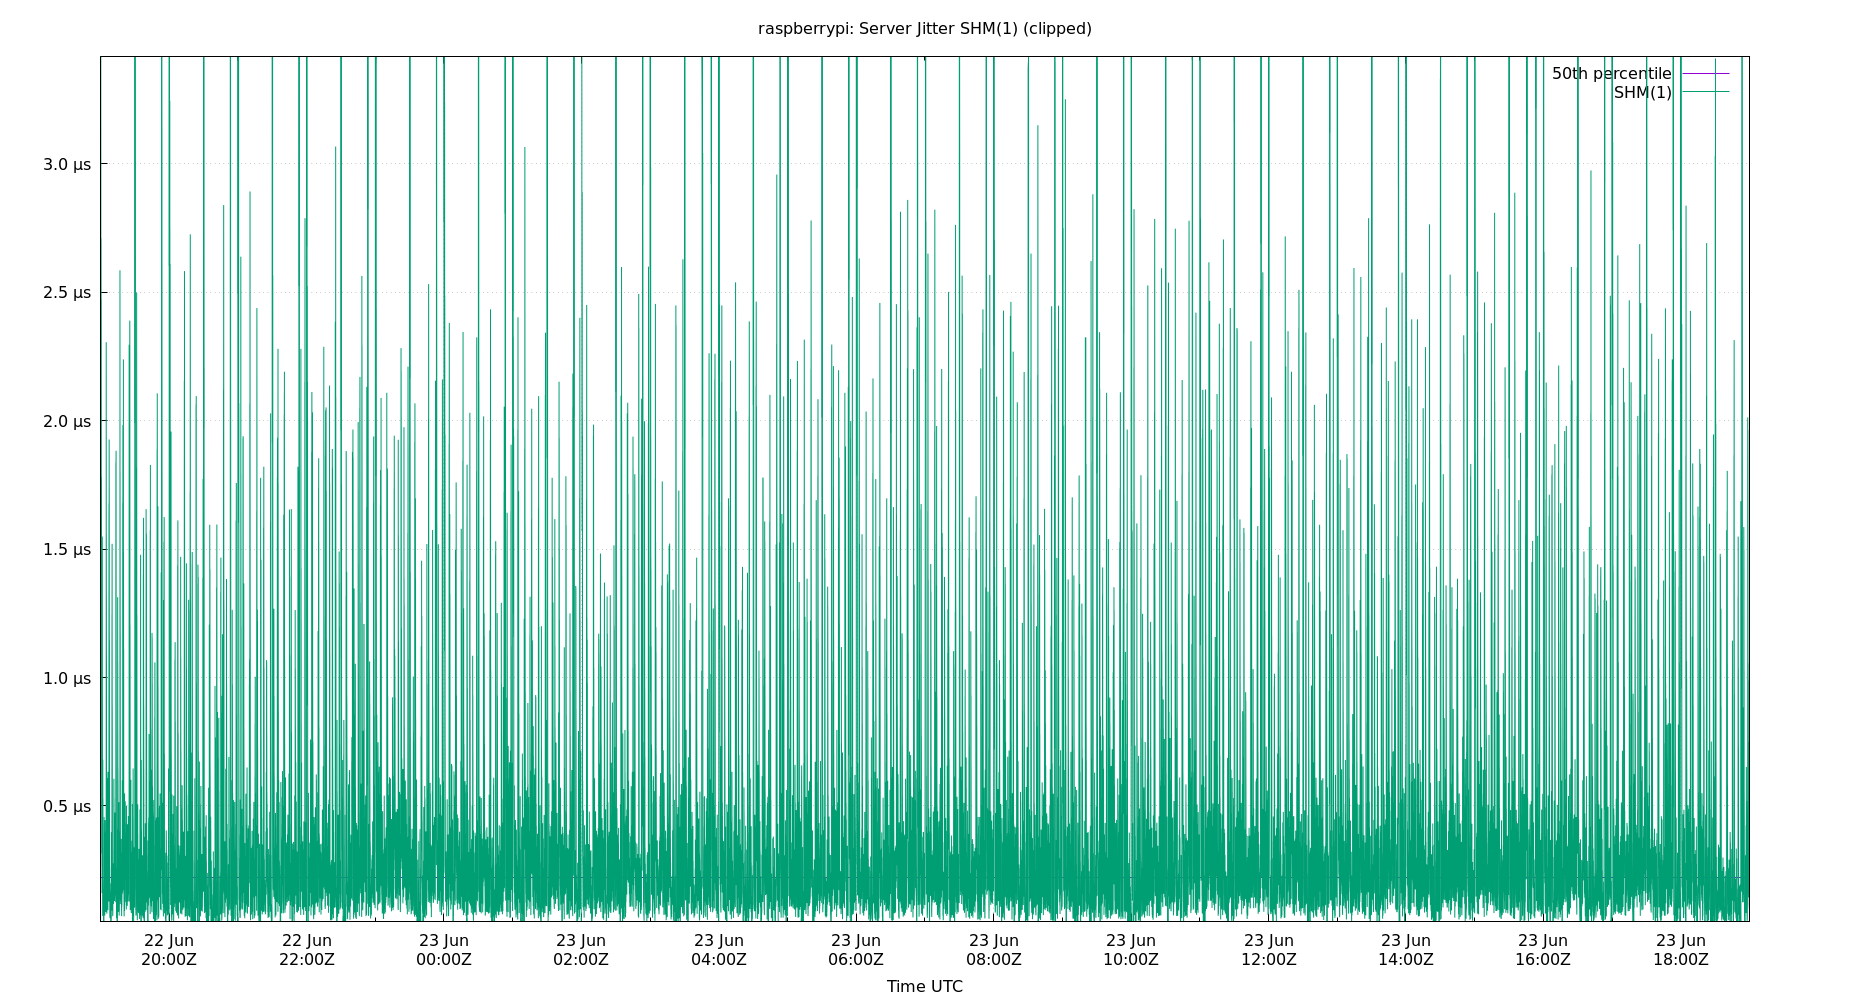 raspberrypi: Server Jitter SHM(1) (clipped)
50th percentile
SHM(1)
3.0 µs
2.5 µs
2.0 µs
1.5 µs
1.0 µs
0.5 µs
22 Jun 22 Jun 23 Jun 23 Jun 23 Jun 23 Jun 23 Jun 23 Jun 23 Jun 23 Jun 23 Jun 23 Jun
20:00Z 22:00Z 00:00Z 02:00Z 04:00Z 06:00Z 08:00Z 10:00Z 12:00Z 14:00Z 16:00Z 18:00Z
Time UTC